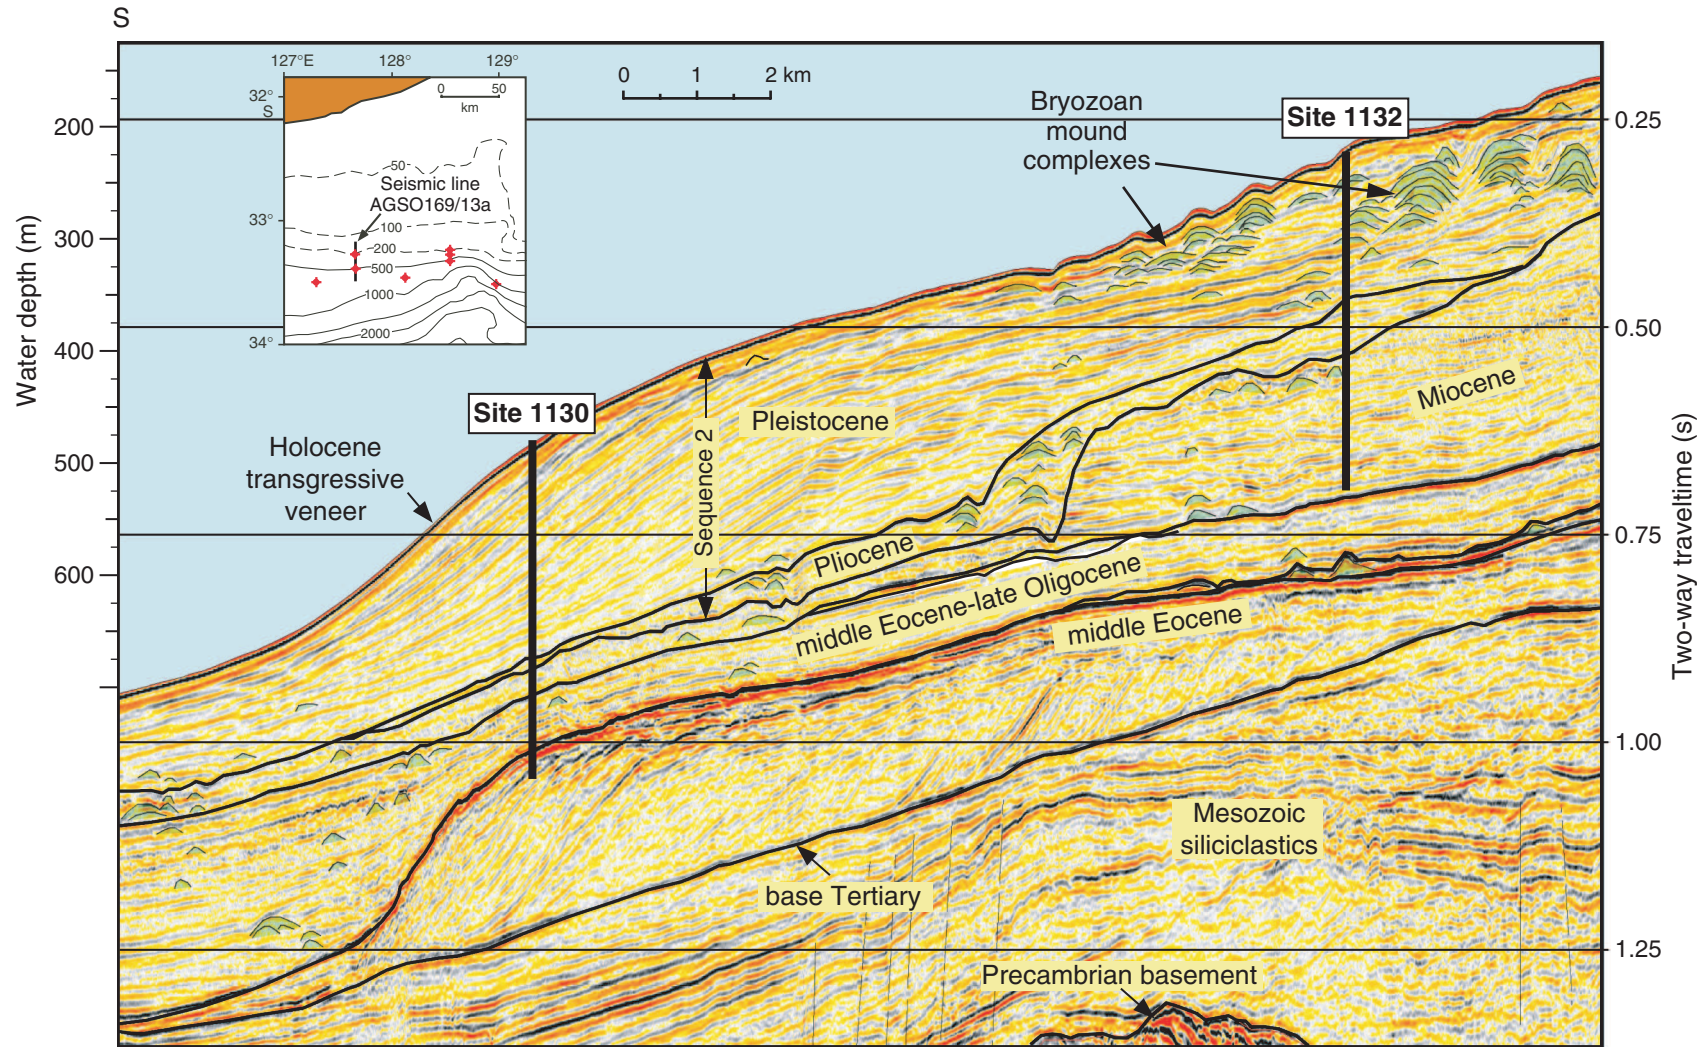 S
127°E 128° 129°
32°
S
33°
34°
0 50
km
50
Seismic line
AGSO169/13a
100
200
500
1000
2000
0 1 2 km
Bryozoan
mound
complexes
Site 1132
Site 1130
Holocene
transgressive
veneer
Water depth (m)
200
300
400
500
600
Two-way traveltime (s)
0.25
0.50
0.75
1.00
1.25
Pleistocene
Sequence 2
Miocene
Pliocene
middle Eocene-late Oligocene
middle Eocene
Mesozoic
siliciclastics
base Tertiary
Precambrian basement